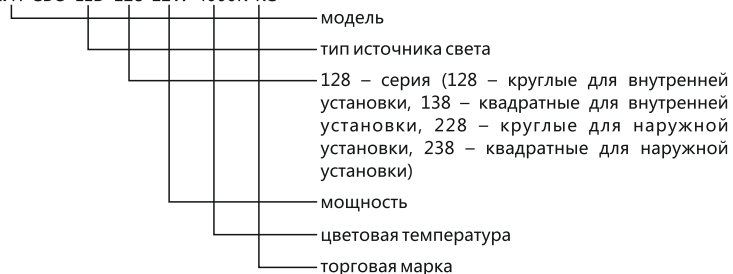 модель
тип источника света
128 – серия (128 – круглые для внутренней
установки, 138 – квадратные для внутренней
установки, 228 – круглые для наружной
установки, 238 – квадратные для наружной
установки)
мощность
цветовая температура
торговая марка